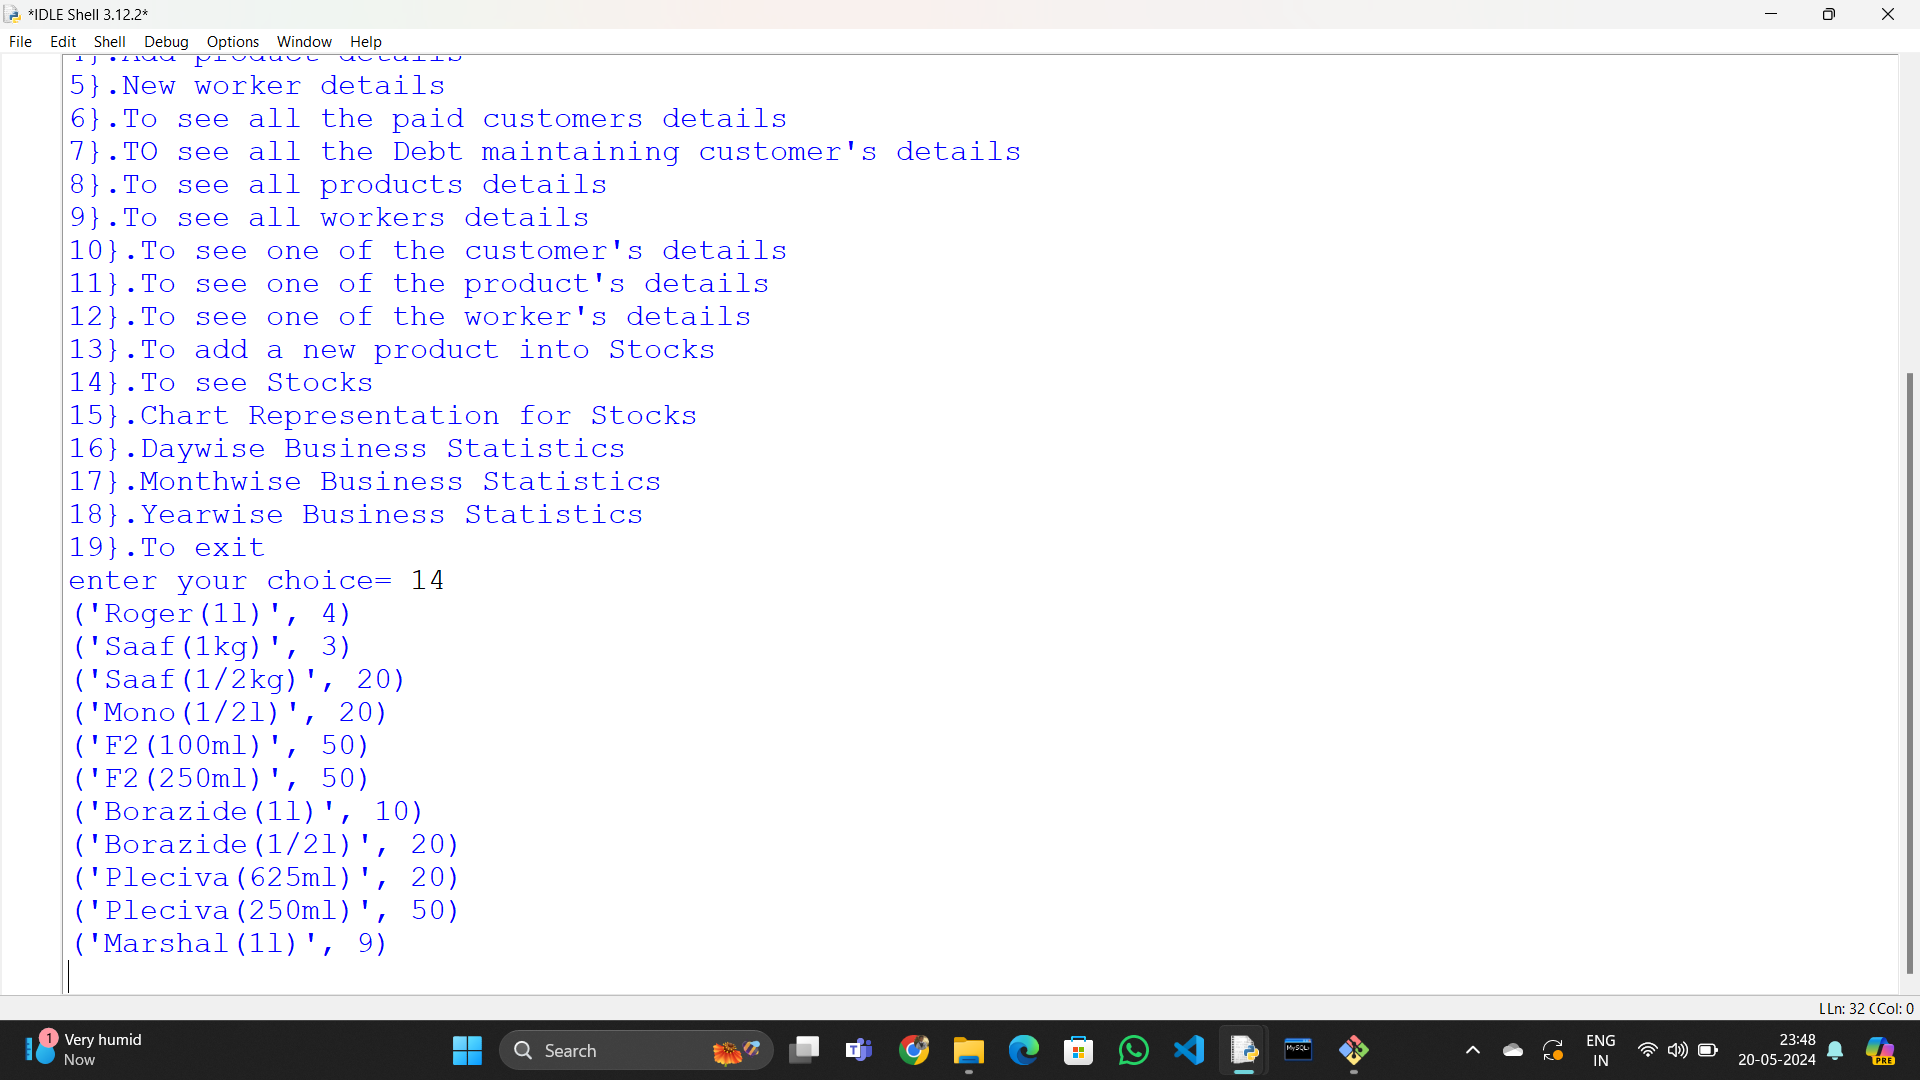 *IDLE Shell 3.12.2*
File Edit Shell Debug Options Window Help
4}.Add product details
5}.New worker details
6}.To see all the paid customers details
7}.TO see all the Debt maintaining customer's details
8}.To see all products details
9}.To see all workers details
10}.To see one of the customer's details
11}.To see one of the product's details
12}.To see one of the worker's details
13}.To add a new product into Stocks
14}.To see Stocks
15}.Chart Representation for Stocks
16}.Daywise Business Statistics
17}.Monthwise Business Statistics
18}.Yearwise Business Statistics
19}.To exit
enter your choice= 14
('Roger(1l)', 4)
('Saaf(1kg)', 3)
('Saaf(1/2kg)', 20)
('Mono(1/2l)', 20)
('F2(100ml)', 50)
('F2(250ml)', 50)
('Borazide(1l)', 10)
('Borazide(1/2l)', 20)
('Pleciva(625ml)', 20)
('Pleciva(250ml)', 50)
('Marshal(1l)', 9)
Ln: 32 Col: 0
1
Very humid
Now
Search
MySQL
ENG
IN
23:48
20-05-2024
PRE